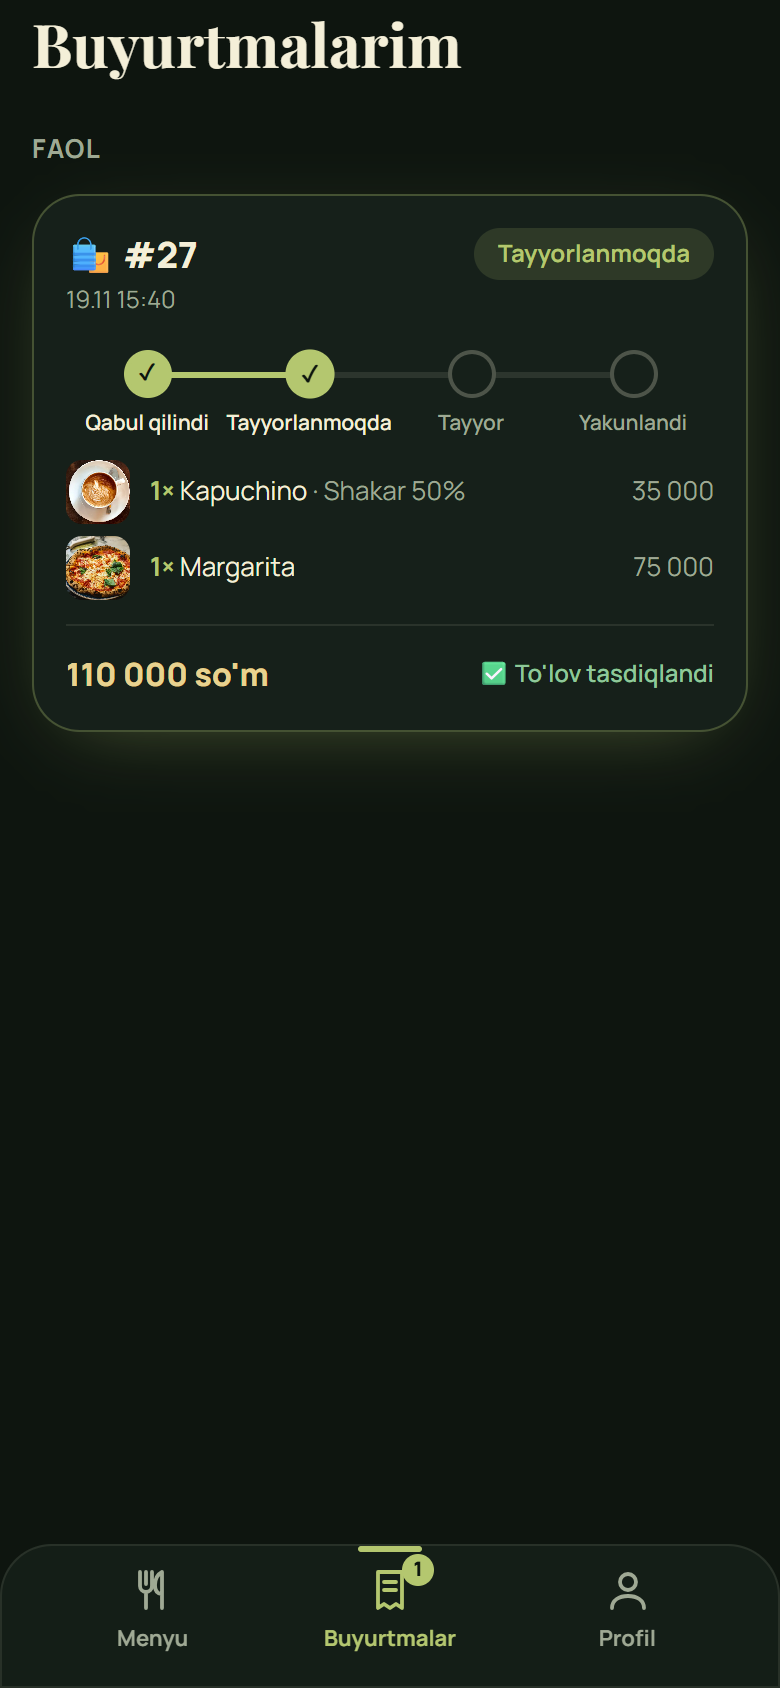 Buyurtmalarim
FAOL
#27
Tayyorlanmoqda
19.11 15:40
Qabul qilindi
Tayyorlanmoqda
Tayyor
Yakunlandi
1× Kapuchino · Shakar 50%
35 000
1× Margarita
75 000
110 000 so'm
To'lov tasdiqlandi
1
Menyu
Buyurtmalar
Profil